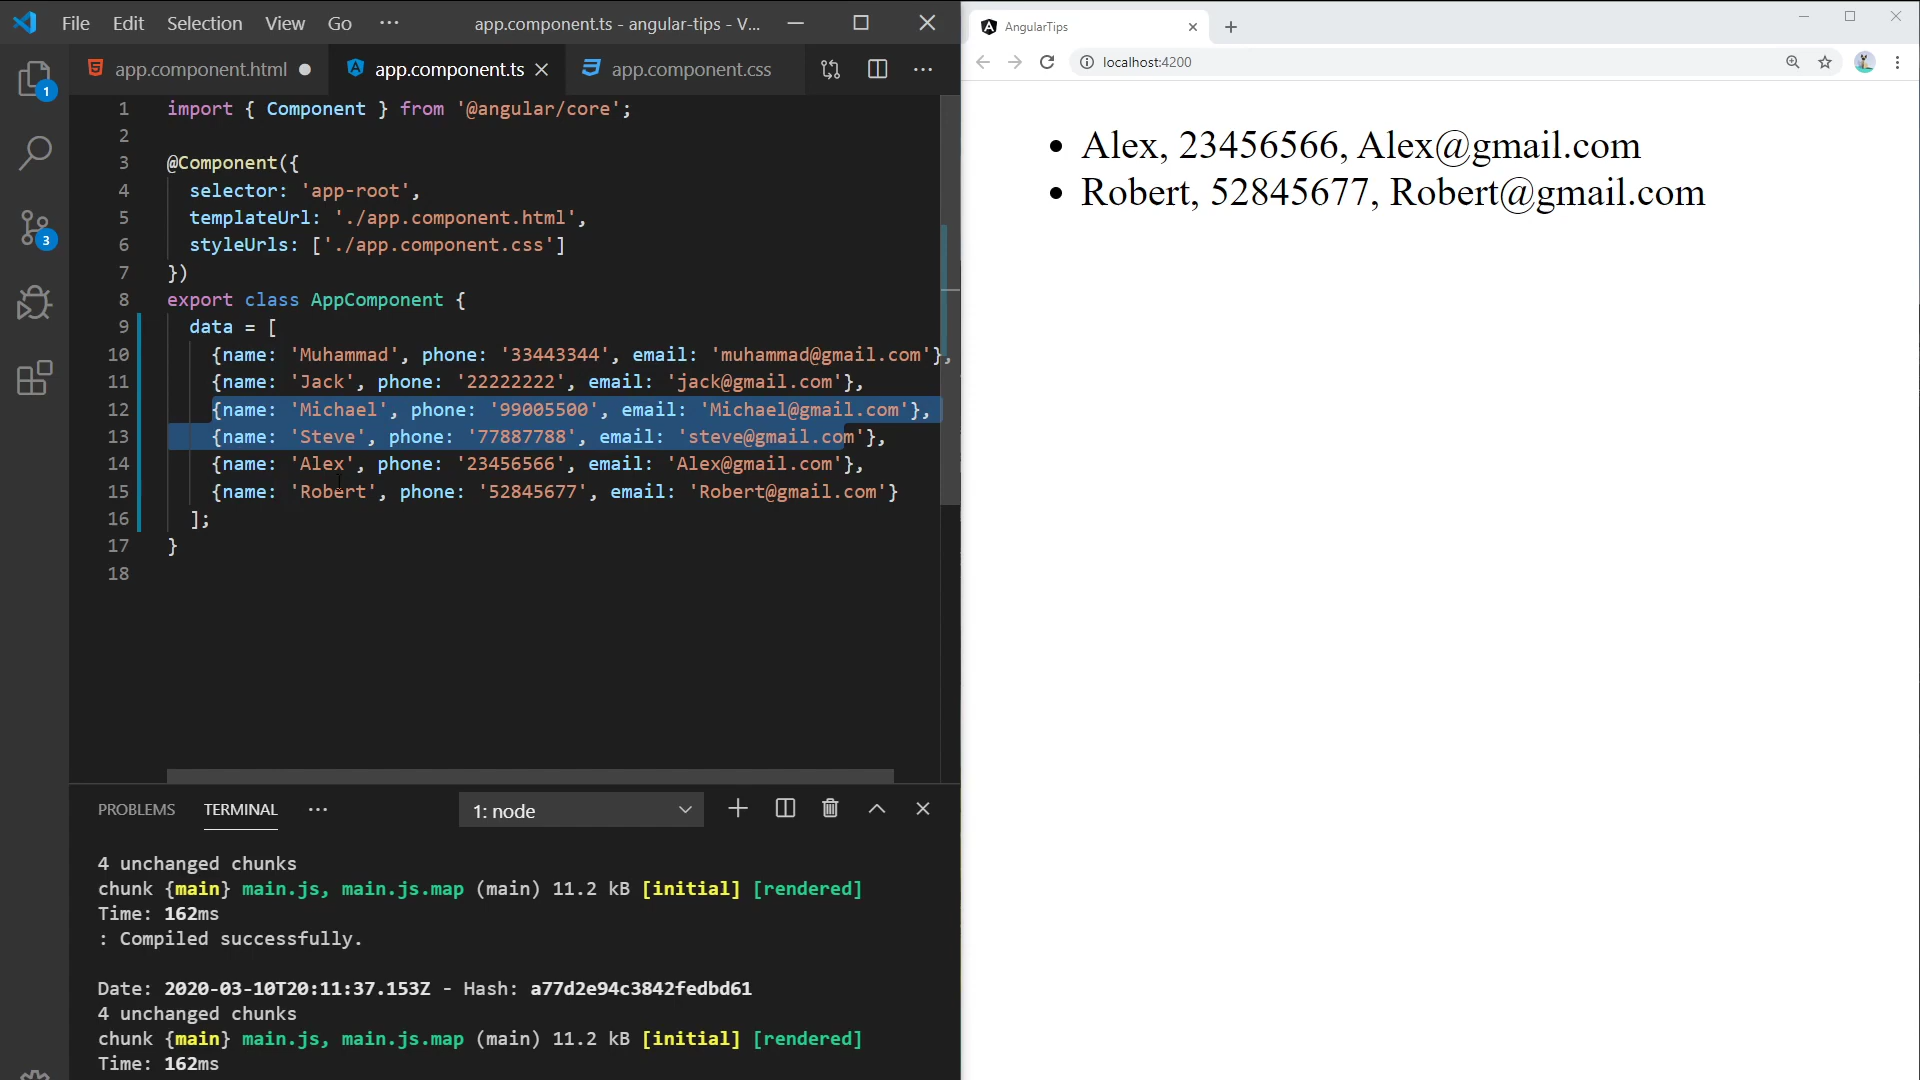 File Edit Selection View Go ··· app.component.ts - angular-tips - V...
app.component.html app.component.ts app.component.css
1 import { Component } from '@angular/core';
2
3 @Component({
4 selector: 'app-root',
5 templateUrl: './app.component.html',
6 styleUrls: ['./app.component.css']
7 })
8 export class AppComponent {
9 data = [
10 {name: 'Muhammad', phone: '33443344', email: 'muhammad@gmail.com'},
11 {name: 'Jack', phone: '22222222', email: 'jack@gmail.com'},
12 {name: 'Michael', phone: '99005500', email: 'Michael@gmail.com'},
13 {name: 'Steve', phone: '77887788', email: 'steve@gmail.com'},
14 {name: 'Alex', phone: '23456566', email: 'Alex@gmail.com'},
15 {name: 'Robert', phone: '52845677', email: 'Robert@gmail.com'}
16 ];
17 }
18
1
3
PROBLEMS TERMINAL ··· 1: node
4 unchanged chunks
chunk {main} main.js, main.js.map (main) 11.2 kB [initial] [rendered]
Time: 162ms
: Compiled successfully.
Date: 2020-03-10T20:11:37.153Z - Hash: a77d2e94c3842fedbd61
4 unchanged chunks
chunk {main} main.js, main.js.map (main) 11.2 kB [initial] [rendered]
Time: 162ms
AngularTips
localhost:4200
• Alex, 23456566, Alex@gmail.com
• Robert, 52845677, Robert@gmail.com